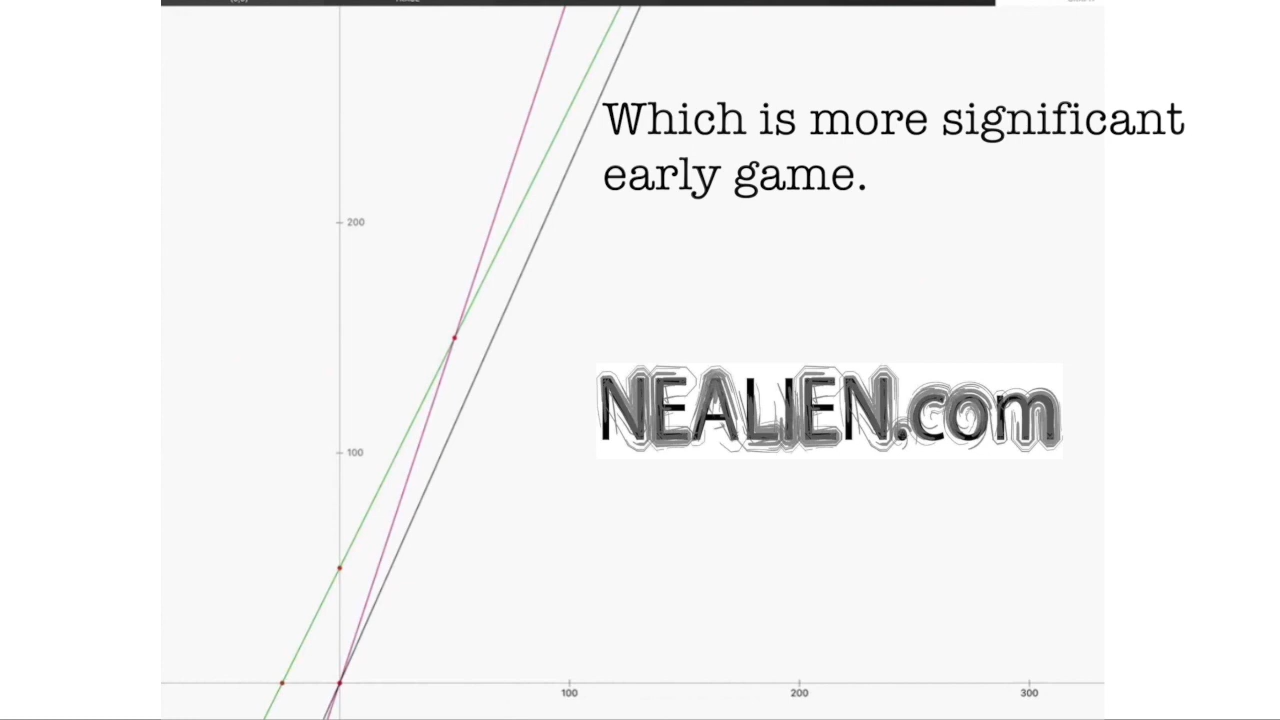 Which is more significant
early game.
200
NEALIEN.com
100
100 200 300